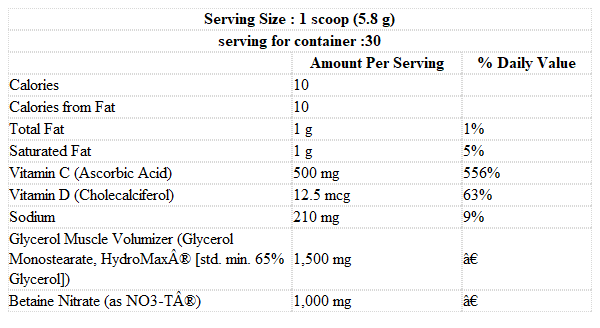 Serving Size : 1 scoop (5.8 g)
serving for container :30
Amount Per Serving % Daily Value
Calories 10
Calories from Fat 10
Total Fat 1 g 1%
Saturated Fat 1 g 5%
Vitamin C (Ascorbic Acid) 500 mg 556%
Vitamin D (Cholecalciferol) 12.5 mcg 63%
Sodium 210 mg 9%
Glycerol Muscle Volumizer (Glycerol
Monostearate, HydroMaxÂ® [std. min. 65% 1,500 mg â€
Glycerol])
Betaine Nitrate (as NO3-TÂ®) 1,000 mg â€